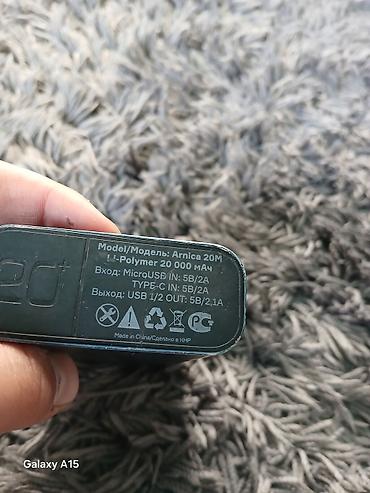 Model/Модель: Arnica 20M
Li-Polymer 20 000 мАч
Вход: MicroUSB IN: 5В/2А
TYPE-C IN: 5В/2А
Выход: USB 1/2 OUT: 5В/2,1А
Made in China/Сделано в КНР
Galaxy A15